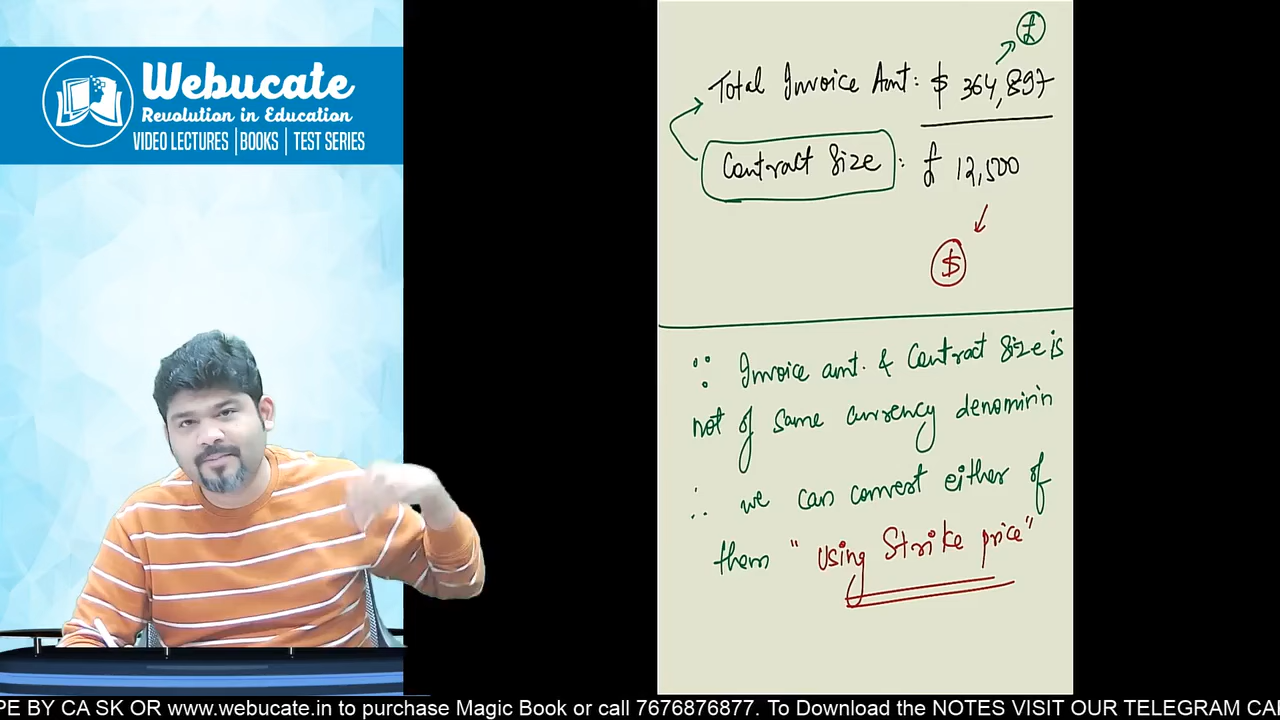 Webucate
Revolution in Education
VIDEO LECTURES | BOOKS | TEST SERIES
£
Total Invoice Amt: $ 364,897
Contract Size : £ 12,500
$
∵ Invoice amt. & Contract Size is
not of same currency denomirin
∴ we can convert either of
them "using Strike price"
PE BY CA SK OR www.webucate.in to purchase Magic Book or call 7676876877. To Download the NOTES VISIT OUR TELEGRAM CA